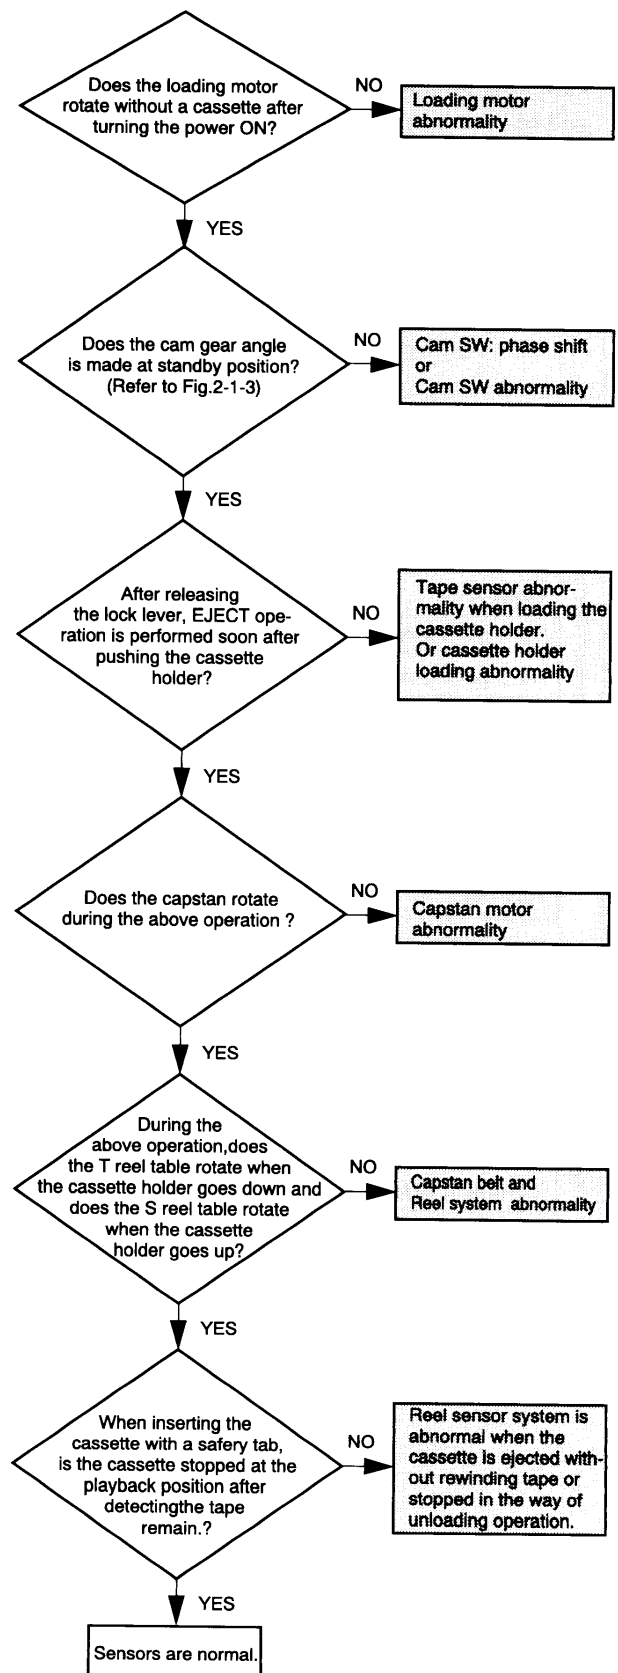 Does the loading motor
rotate without a cassette after
turning the power ON?
NO
Loading motor
abnormality
YES
Does the cam gear angle
is made at standby position?
(Refer to Fig.2-1-3)
NO
Cam SW: phase shift
or
Cam SW abnormality
YES
After releasing
the lock lever, EJECT ope-
ration is performed soon after
pushing the cassette
holder?
NO
Tape sensor abnor-
mality when loading the
cassette holder.
Or cassette holder
loading abnormality
YES
Does the capstan rotate
during the above operation ?
NO
Capstan motor
abnormality
YES
During the
above operation,does
the T reel table rotate when
the cassette holder goes down and
does the S reel table rotate
when the cassette
holder goes up?
NO
Capstan belt and
Reel system abnormality
YES
When inserting the
cassette with a safery tab,
is the cassette stopped at the
playback position after
detectingthe tape
remain.?
NO
Reel sensor system is
abnormal when the
cassette is ejected with-
out rewinding tape or
stopped in the way of
unloading operation.
YES
Sensors are normal.